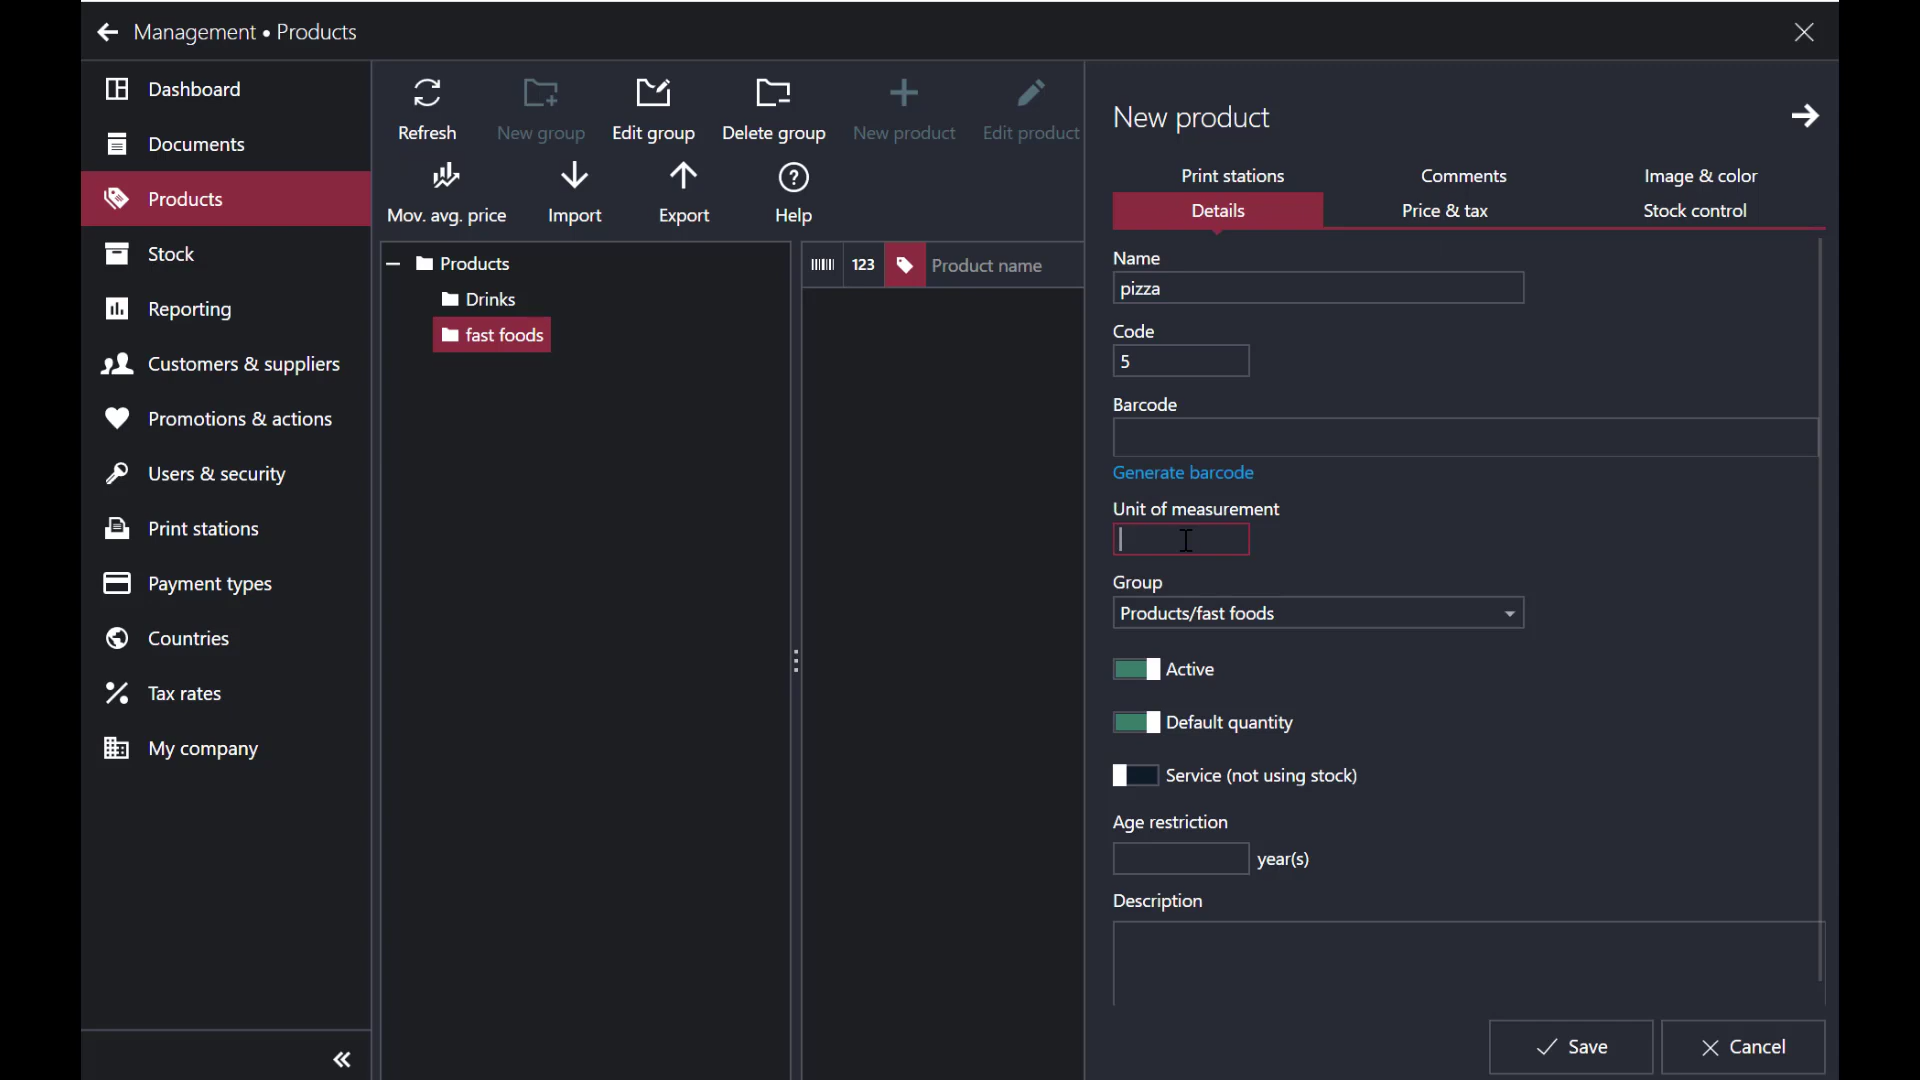 Management • Products
Dashboard
Documents
Products
Stock
Reporting
Customers & suppliers
Promotions & actions
Users & security
Print stations
Payment types
Countries
Tax rates
My company
Refresh
New group
Edit group
Delete group
New product
Edit product
Mov. avg. price
Import
Export
Help
Products
Drinks
fast foods
123
Product name
New product
Print stations
Comments
Image & color
Details
Price & tax
Stock control
Name
pizza
Code
5
Barcode
Generate barcode
Unit of measurement
Group
Products/fast foods
Active
Default quantity
Service (not using stock)
Age restriction
year(s)
Description
Save
Cancel